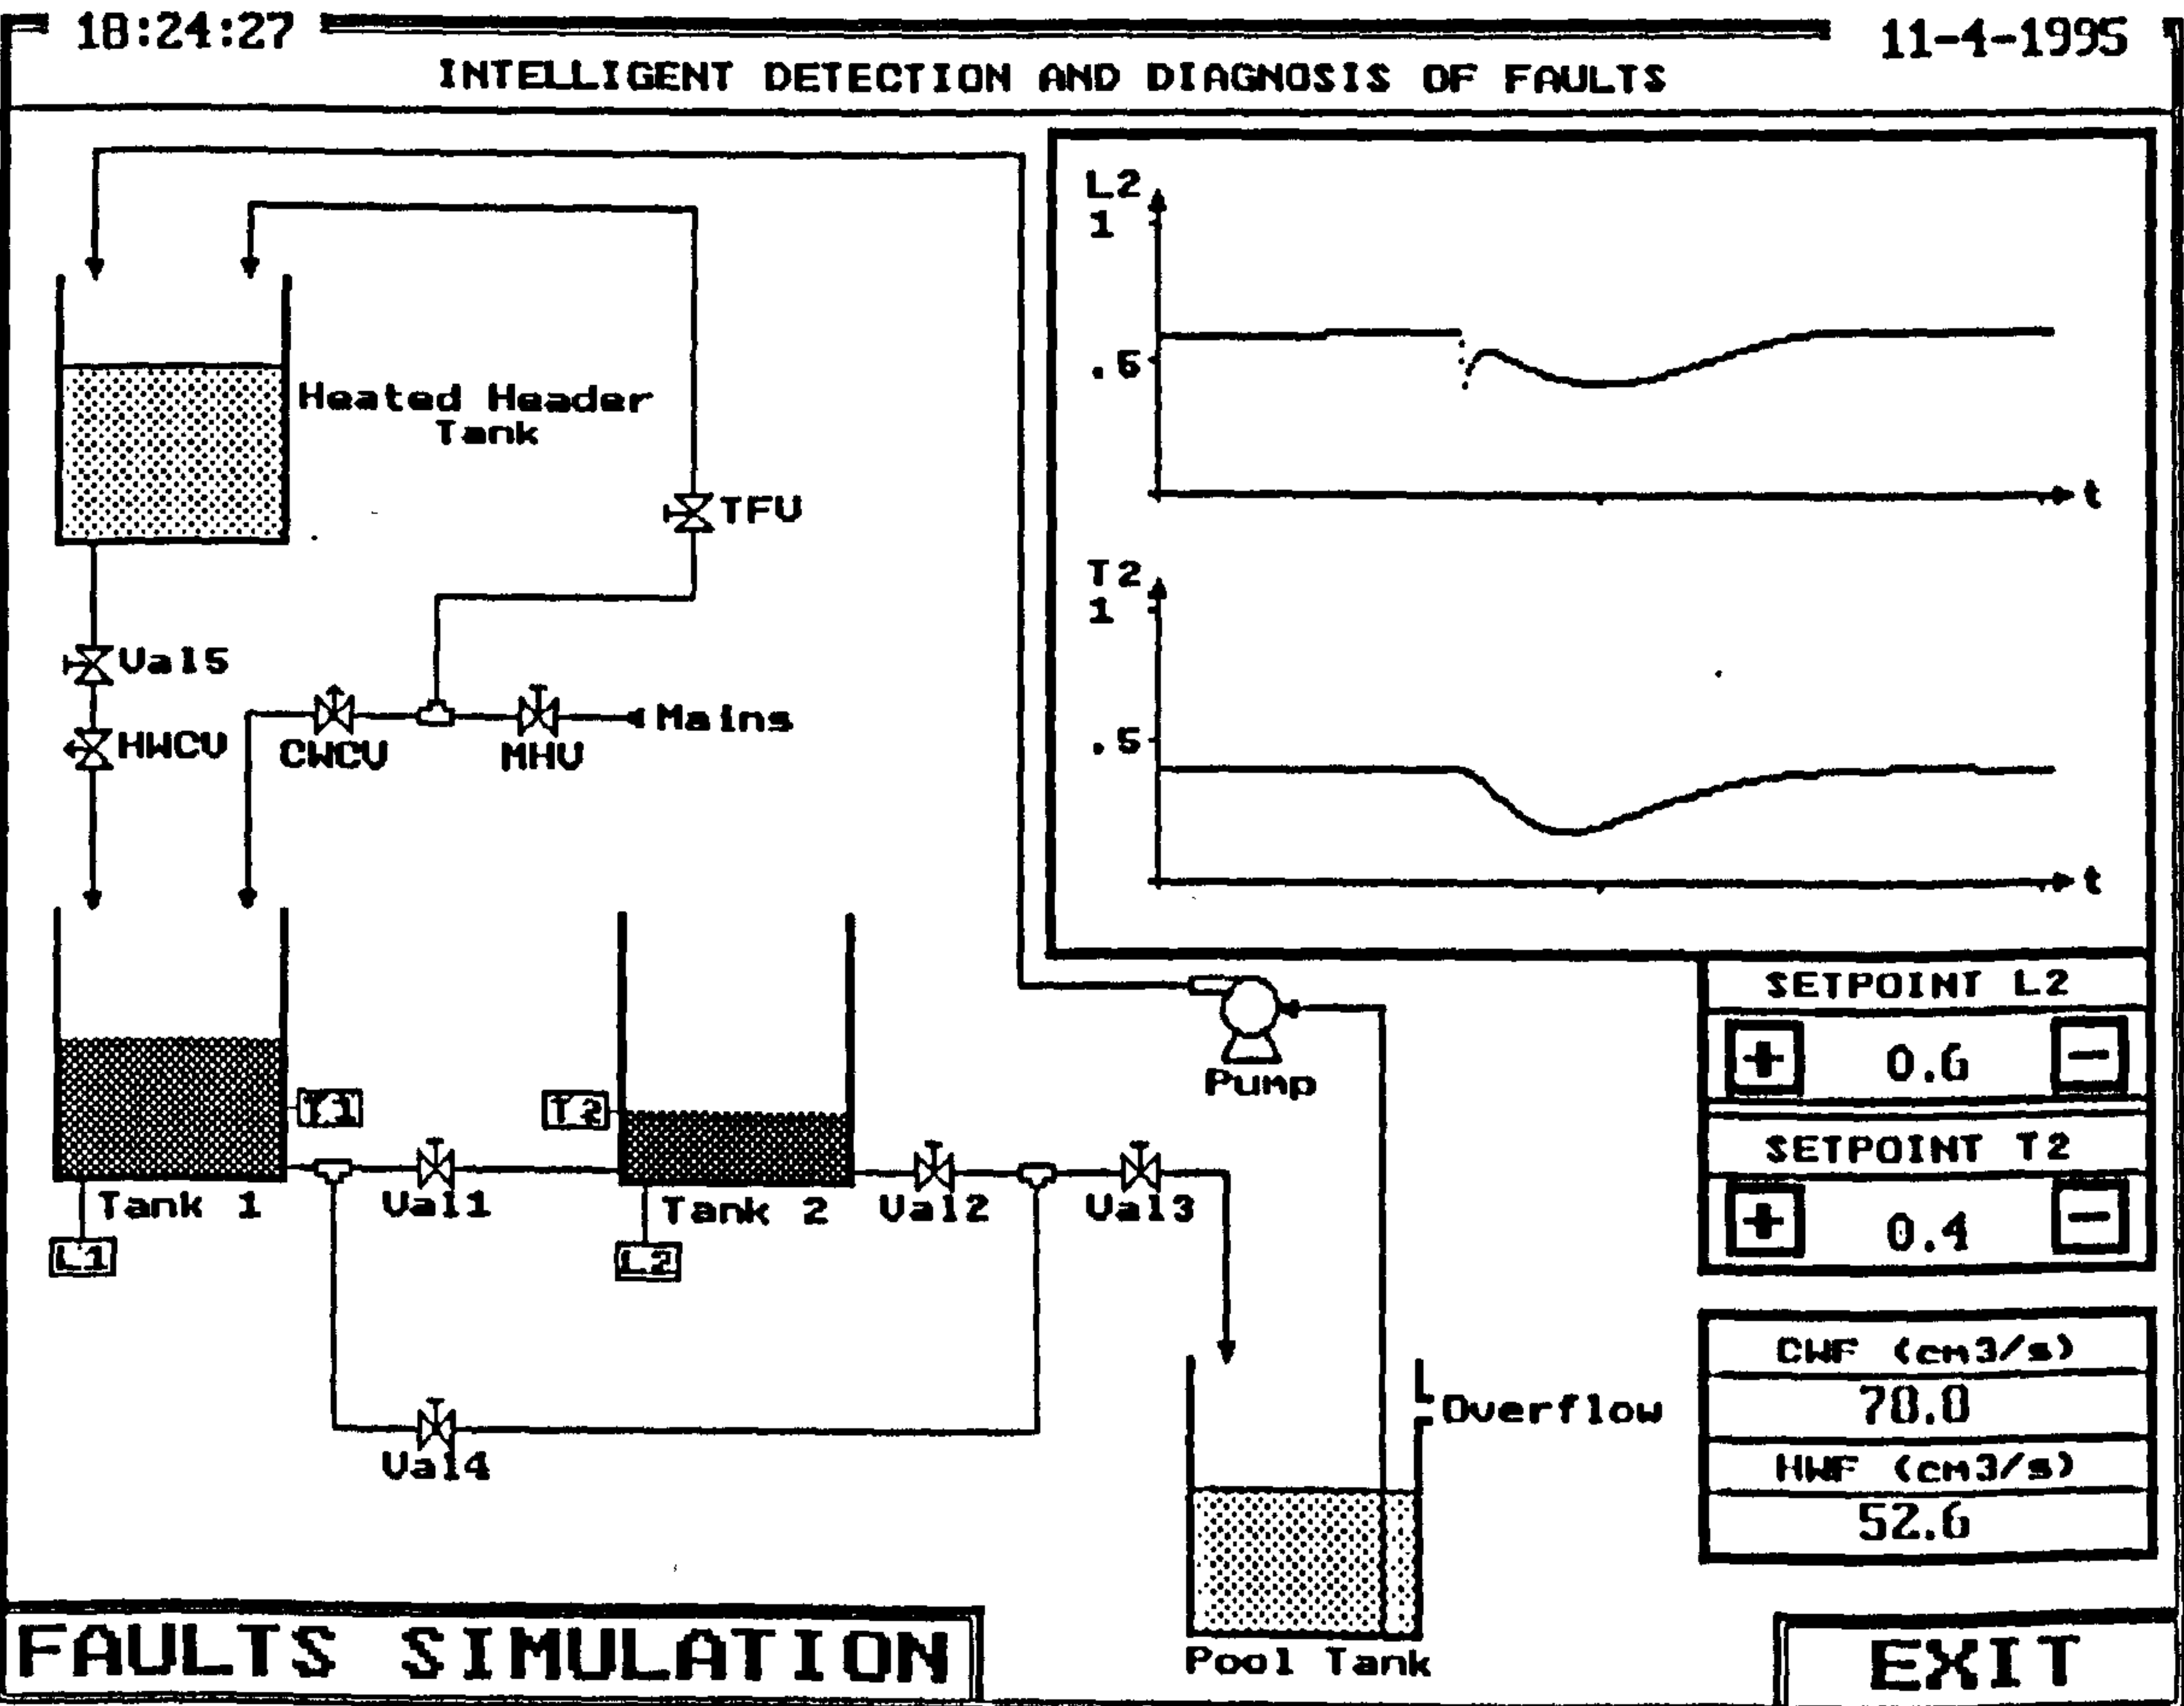 18:24:27
11-4-1995
INTELLIGENT DETECTION AND DIAGNOSIS OF FAULTS
L2
1
.5
t
T2
1
.5
t
Heated Header
Tank
TFV
Val5
HWCV
CWCV
MHV
Mains
T1
T2
Tank 1
Val1
Tank 2
Val2
Val3
L1
L2
Val4
Pump
Overflow
Pool Tank
SETPOINT L2
+ 0.6 -
SETPOINT T2
+ 0.4 -
CWF (cm3/s)
70.0
HWF (cm3/s)
52.6
FAULTS SIMULATION
EXIT